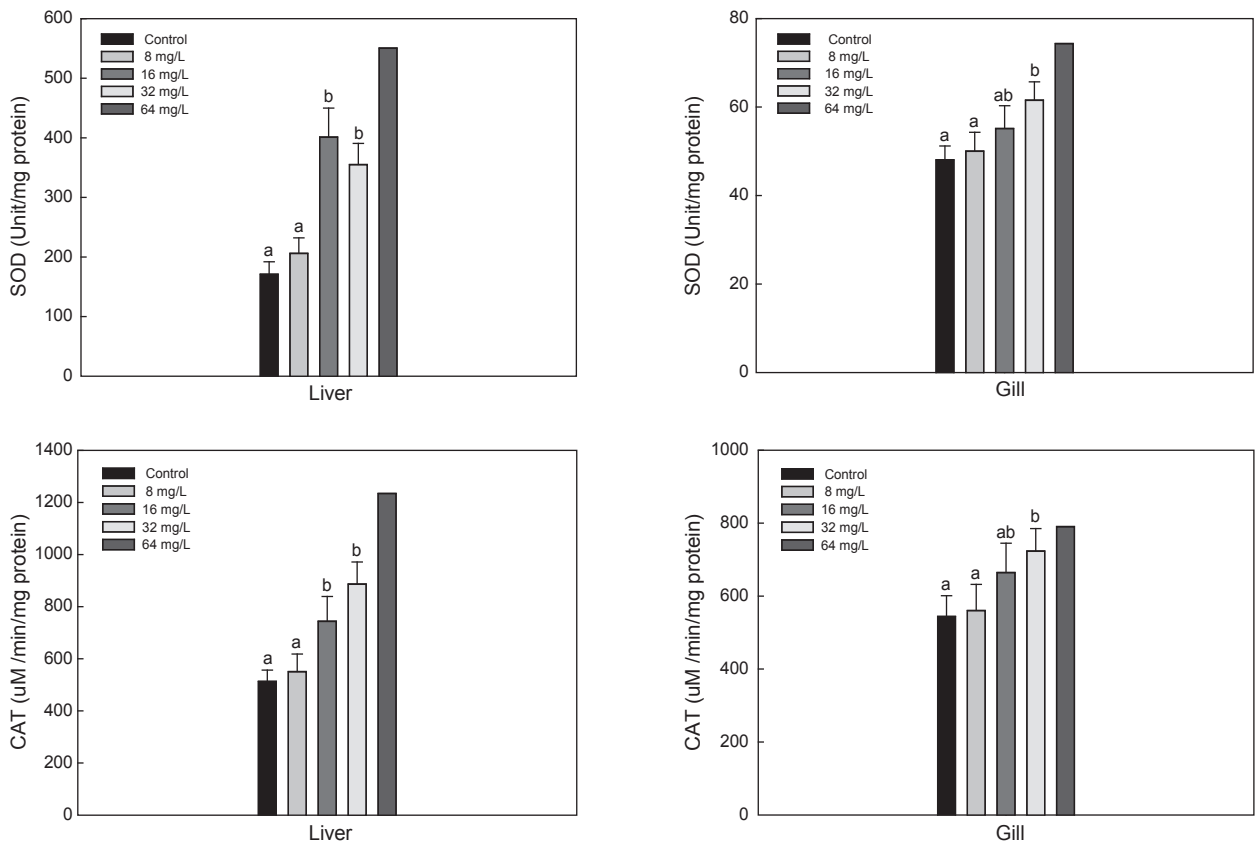 SOD (Unit/mg protein)
600
500
400
300
200
100
0
Control
8 mg/L
16 mg/L
32 mg/L
64 mg/L
a
a
b
b
Liver
SOD (Unit/mg protein)
80
60
40
20
0
Control
8 mg/L
16 mg/L
32 mg/L
64 mg/L
a
a
ab
b
Gill
CAT (uM /min/mg protein)
1400
1200
1000
800
600
400
200
0
Control
8 mg/L
16 mg/L
32 mg/L
64 mg/L
a
a
b
b
Liver
CAT (uM /min/mg protein)
1000
800
600
400
200
0
Control
8 mg/L
16 mg/L
32 mg/L
64 mg/L
a
a
ab
b
Gill